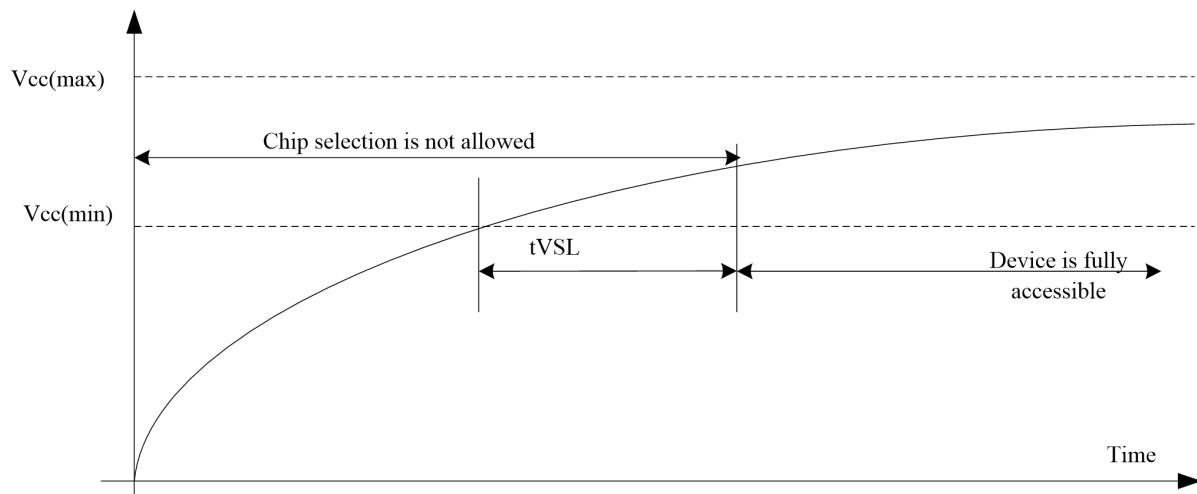 Vcc(max)
Chip selection is not allowed
Vcc(min)
tVSL
Device is fully
accessible
Time